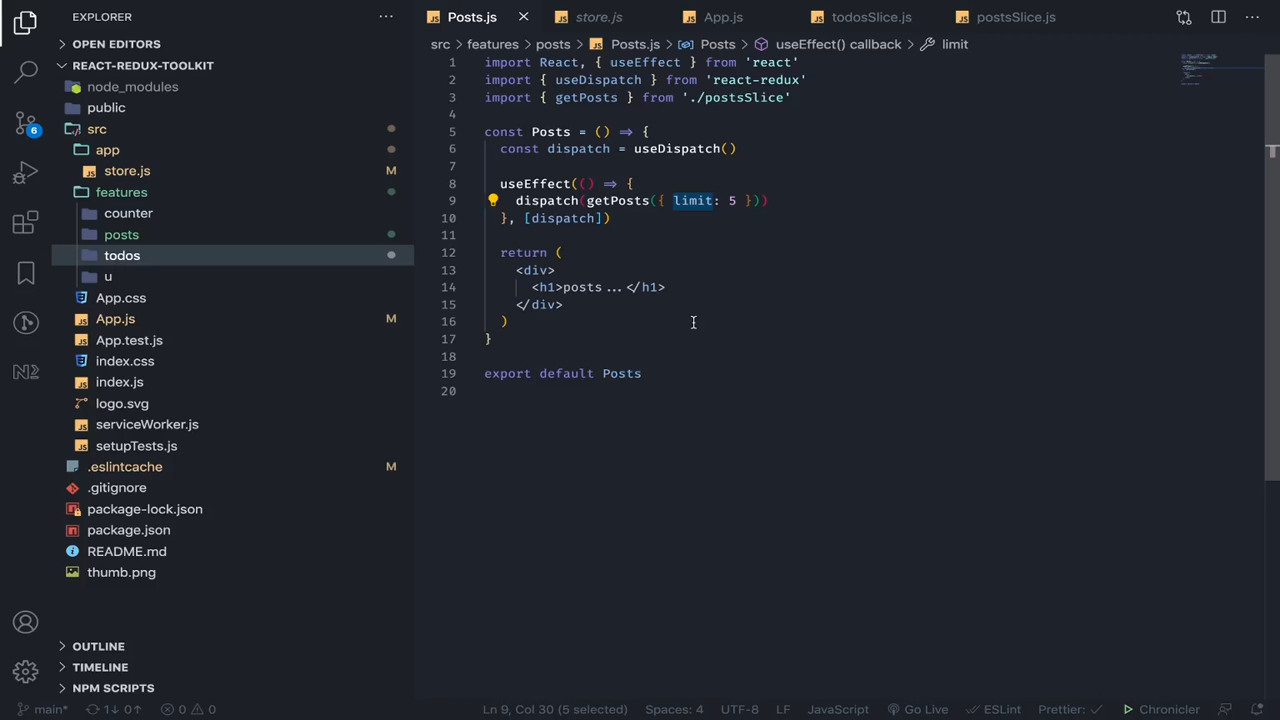 EXPLORER
OPEN EDITORS
REACT-REDUX-TOOLKIT
node_modules
public
src
app
store.js M
features
counter
posts
todos
u
App.css
App.js M
App.test.js
index.css
index.js
logo.svg
serviceWorker.js
setupTests.js
.eslintcache M
.gitignore
package-lock.json
package.json
README.md
thumb.png
OUTLINE
TIMELINE
NPM SCRIPTS
6
Posts.js store.js App.js todosSlice.js postsSlice.js
src > features > posts > Posts.js > Posts > useEffect() callback > limit
1 import React, { useEffect } from 'react'
2 import { useDispatch } from 'react-redux'
3 import { getPosts } from './postsSlice'
4
5 const Posts = () => {
6 const dispatch = useDispatch()
7
8 useEffect(() => {
9 dispatch(getPosts({ limit: 5 }))
10 }, [dispatch])
11
12 return (
13 <div>
14 <h1>posts...</h1>
15 </div>
16 )
17 }
18
19 export default Posts
20
main* 1↓ 0↑ 0 0 Ln 9, Col 30 (5 selected) Spaces: 4 UTF-8 LF JavaScript Go Live ESLint Prettier: Chronicler